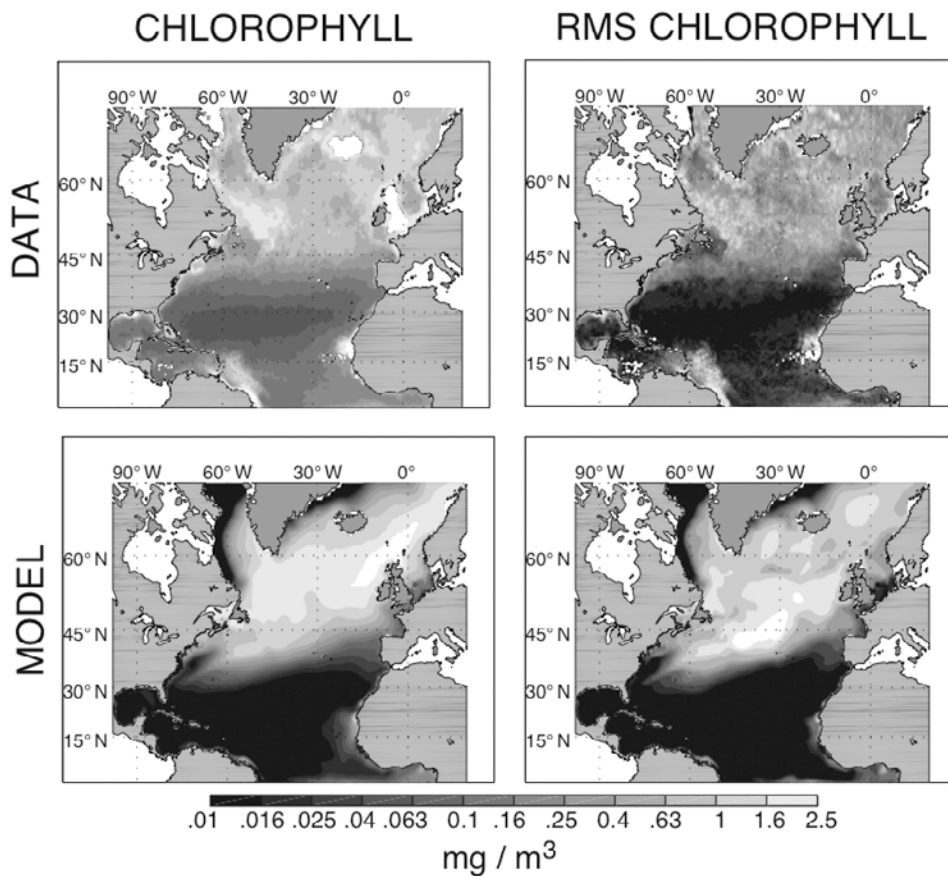 CHLOROPHYLL
RMS CHLOROPHYLL
DATA
90° W 60° W 30° W 0°
60° N
45° N
30° N
15° N
90° W 60° W 30° W 0°
60° N
45° N
30° N
15° N
MODEL
90° W 60° W 30° W 0°
60° N
45° N
30° N
15° N
90° W 60° W 30° W 0°
60° N
45° N
30° N
15° N
.01 .016 .025 .04 .063 0.1 .16 .25 0.4 .63 1 1.6 2.5
mg / m³